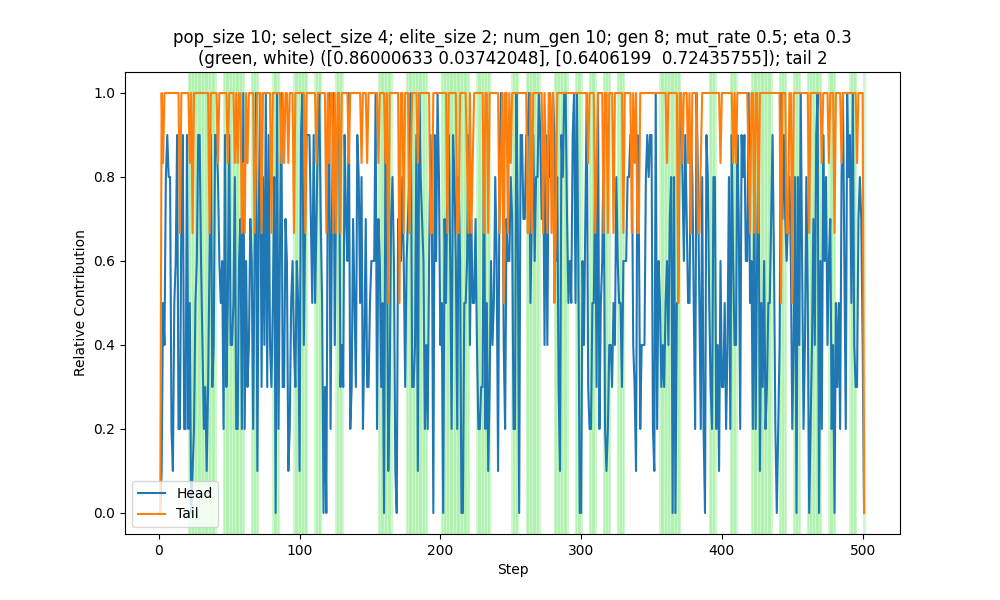 pop_size 10; select_size 4; elite_size 2; num_gen 10; gen 8; mut_rate 0.5; eta 0.3
(green, white) ([0.86000633 0.03742048], [0.6406199  0.72435755]); tail 2
1.0
0.8
0.6
0.4
0.2
0.0
Relative Contribution
Head
Tail
0
100
200
300
400
500
Step